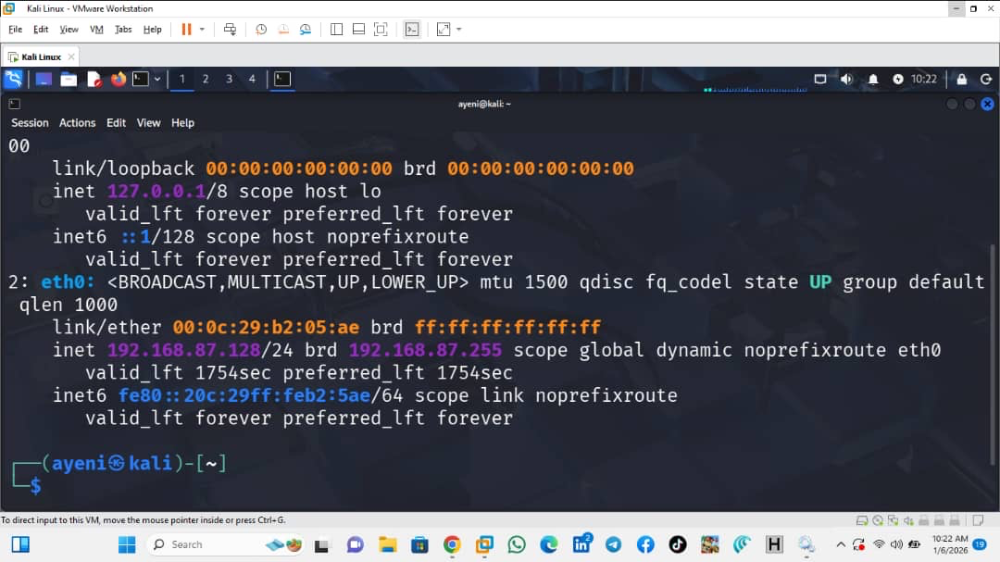 Kali Linux - VMware Workstation
File Edit View VM Tabs Help
Kali Linux
1 2 3 4
10:22
ayeni@kali: ~
Session Actions Edit View Help
00
link/loopback 00:00:00:00:00:00 brd 00:00:00:00:00:00
inet 127.0.0.1/8 scope host lo
valid_lft forever preferred_lft forever
inet6 ::1/128 scope host noprefixroute
valid_lft forever preferred_lft forever
2: eth0: <BROADCAST,MULTICAST,UP,LOWER_UP> mtu 1500 qdisc fq_codel state UP group default
qlen 1000
link/ether 00:0c:29:b2:05:ae brd ff:ff:ff:ff:ff:ff
inet 192.168.87.128/24 brd 192.168.87.255 scope global dynamic noprefixroute eth0
valid_lft 1754sec preferred_lft 1754sec
inet6 fe80::20c:29ff:feb2:5ae/64 scope link noprefixroute
valid_lft forever preferred_lft forever
┌──(ayeni㉿kali)-[~]
└─$
To direct input to this VM, move the mouse pointer inside or press Ctrl+G.
Search
2
H
10:22 AM
1/6/2026
19